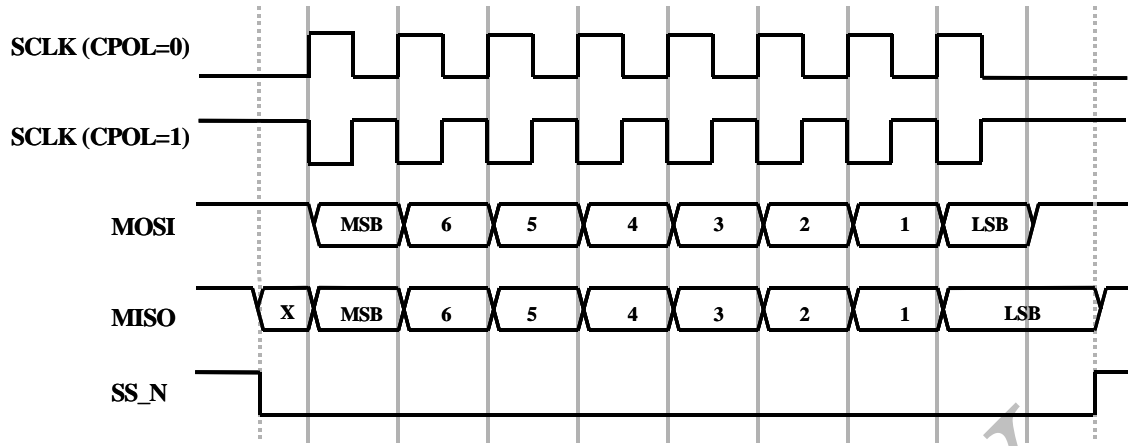 SCLK (CPOL=0)
SCLK (CPOL=1)
MOSI MSB 6 5 4 3 2 1 LSB
MISO X MSB 6 5 4 3 2 1 LSB
SS_N